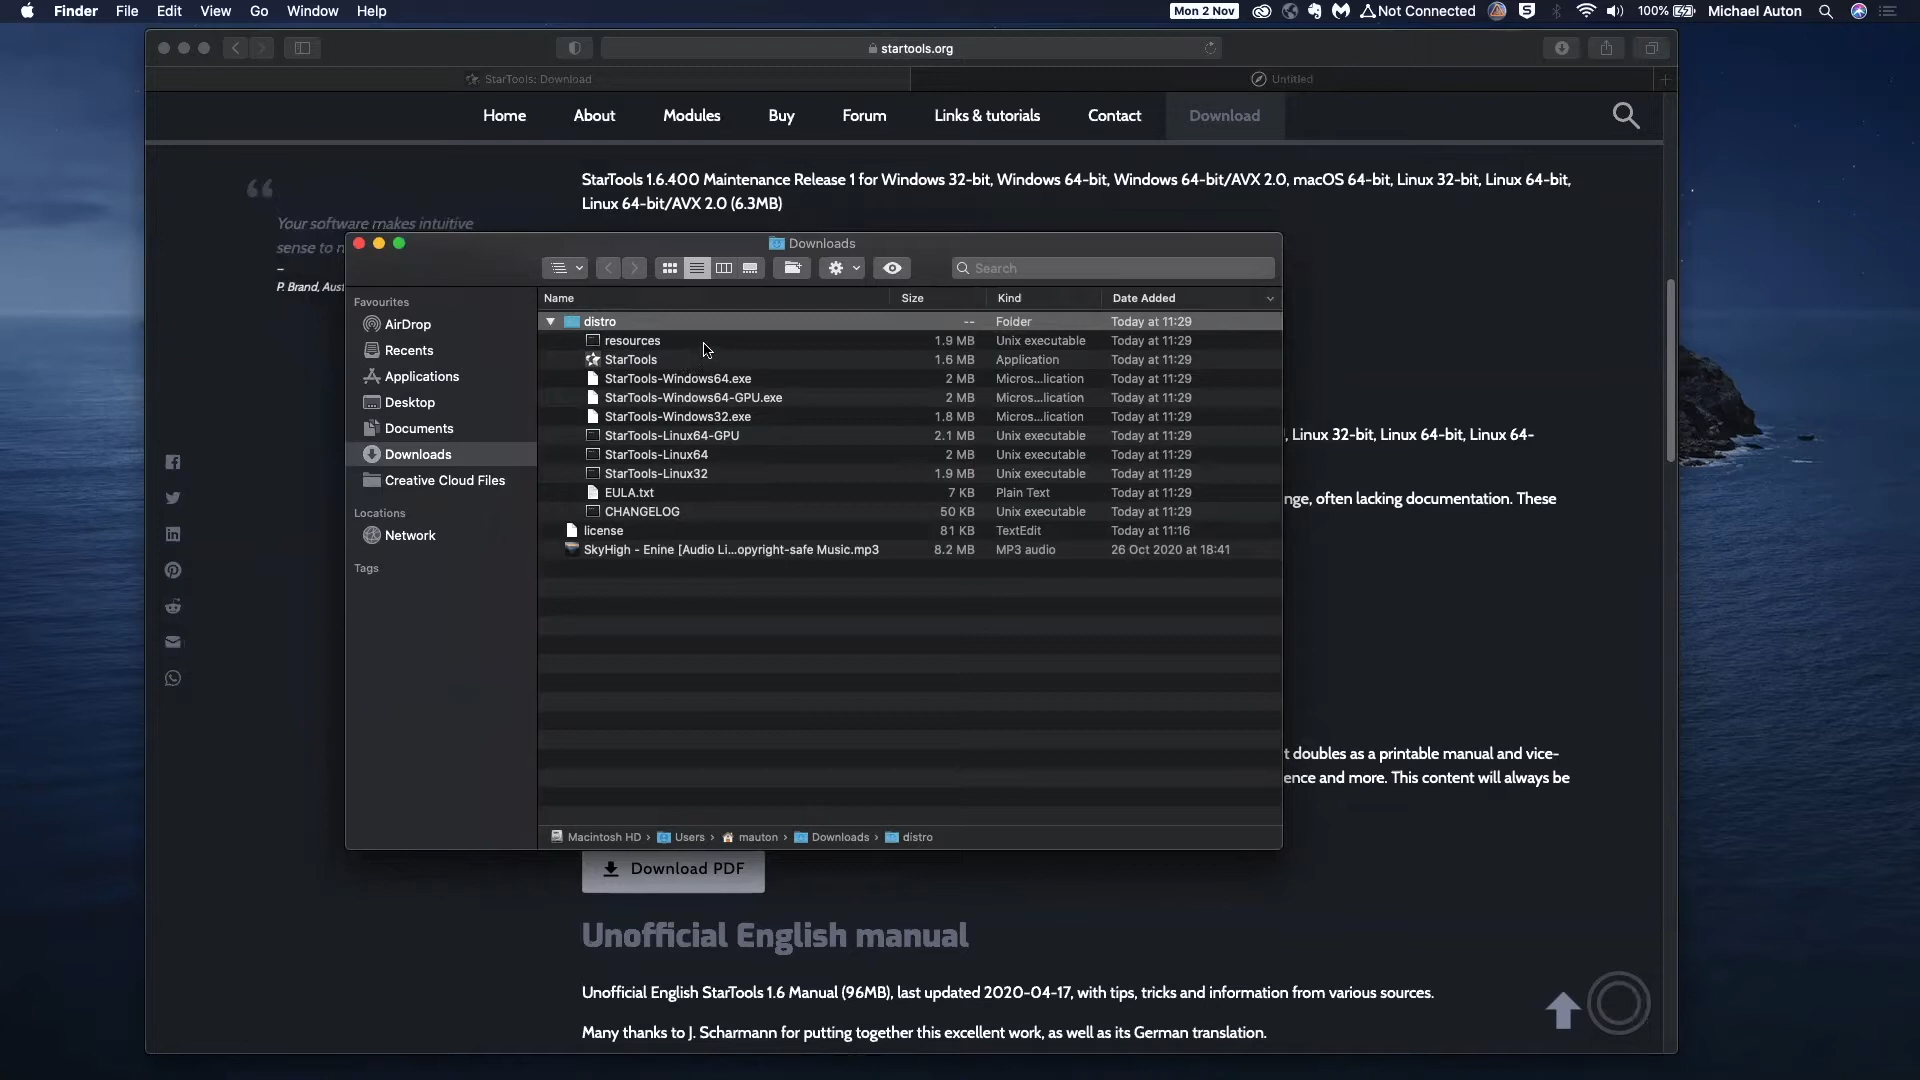 Finder File Edit View Go Window Help
Mon 2 Nov Not Connected 100% Michael Auton
startools.org
StarTools: Download
Untitled
Home About Modules Buy Forum Links & tutorials Contact Download
StarTools 1.6.400 Maintenance Release 1 for Windows 32-bit, Windows 64-bit, Windows 64-bit/AVX 2.0, macOS 64-bit, Linux 32-bit, Linux 64-bit,
Linux 64-bit/AVX 2.0 (6.3MB)
“
Your software makes intuitive
sense to
–
P. Brand, Aust
Downloads
Search
Favourites
AirDrop
Recents
Applications
Desktop
Documents
Downloads
Creative Cloud Files
Locations
Network
Tags
Name Size Kind Date Added
distro -- Folder Today at 11:29
resources 1.9 MB Unix executable Today at 11:29
StarTools 1.6 MB Application Today at 11:29
StarTools-Windows64.exe 2 MB Micros...lication Today at 11:29
StarTools-Windows64-GPU.exe 2 MB Micros...lication Today at 11:29
StarTools-Windows32.exe 1.8 MB Micros...lication Today at 11:29
StarTools-Linux64-GPU 2.1 MB Unix executable Today at 11:29
StarTools-Linux64 2 MB Unix executable Today at 11:29
StarTools-Linux32 1.9 MB Unix executable Today at 11:29
EULA.txt 7 KB Plain Text Today at 11:29
CHANGELOG 50 KB Unix executable Today at 11:29
license 81 KB TextEdit Today at 11:16
SkyHigh - Enine [Audio Li...opyright-safe Music.mp3 8.2 MB MP3 audio 26 Oct 2020 at 18:41
Macintosh HD › Users › mauton › Downloads › distro
, Linux 32-bit, Linux 64-bit, Linux 64-
nge, often lacking documentation. These
t doubles as a printable manual and vice-
ence and more. This content will always be
Download PDF
Unofficial English manual
Unofficial English StarTools 1.6 Manual (96MB), last updated 2020-04-17, with tips, tricks and information from various sources.
Many thanks to J. Scharmann for putting together this excellent work, as well as its German translation.